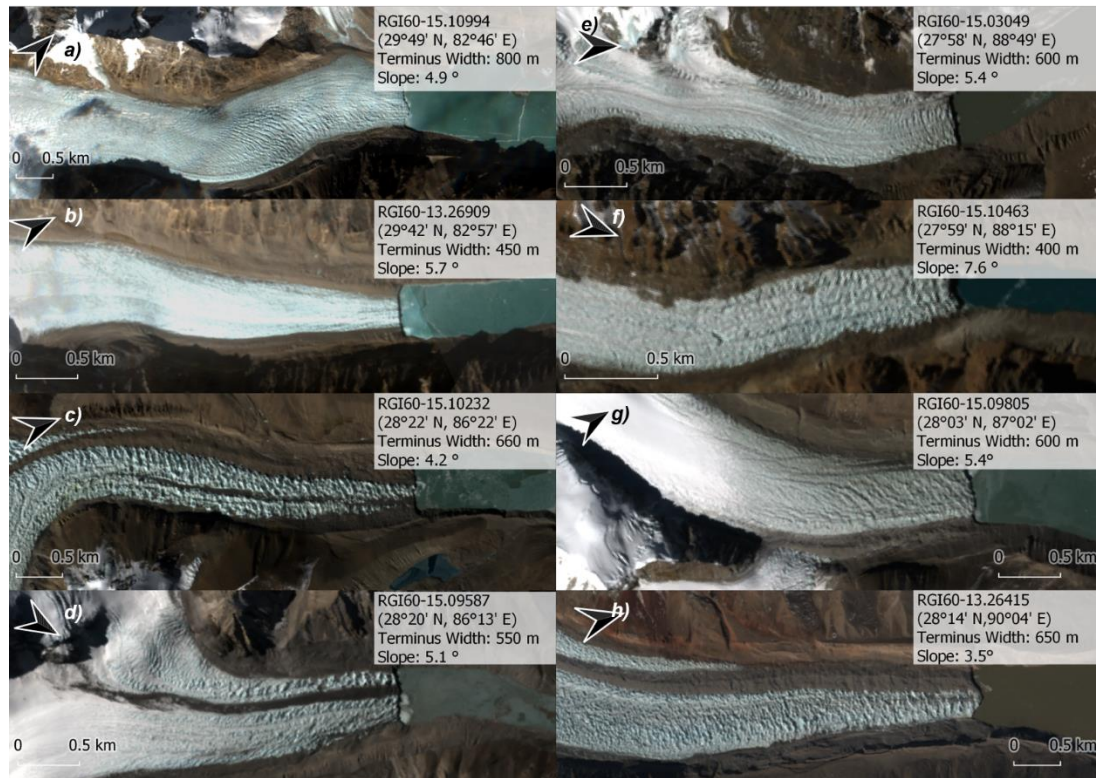 a)
RGI60-15.10994
(29°49' N, 82°46' E)
Terminus Width: 800 m
Slope: 4.9 °
0 0.5 km
b)
RGI60-13.26909
(29°42' N, 82°57' E)
Terminus Width: 450 m
Slope: 5.7 °
0 0.5 km
c)
RGI60-15.10232
(28°22' N, 86°22' E)
Terminus Width: 660 m
Slope: 4.2 °
0 0.5 km
d)
RGI60-15.09587
(28°20' N, 86°13' E)
Terminus Width: 550 m
Slope: 5.1 °
0 0.5 km
e)
RGI60-15.03049
(27°58' N, 88°49' E)
Terminus Width: 600 m
Slope: 5.4 °
0 0.5 km
f)
RGI60-15.10463
(27°59' N, 88°15' E)
Terminus Width: 400 m
Slope: 7.6 °
0 0.5 km
g)
RGI60-15.09805
(28°03' N, 87°02' E)
Terminus Width: 600 m
Slope: 5.4°
0 0.5 km
h)
RGI60-13.26415
(28°14' N,90°04' E)
Terminus Width: 650 m
Slope: 3.5°
0 0.5 km